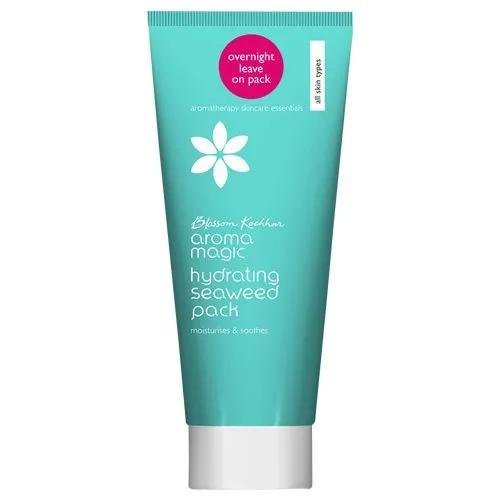 overnight
leave
on pack
all skin types
aromatherapy skincare essentials
Blossom Kochhar
aroma
magic
hydrating
seaweed
pack
moisturises & soothes